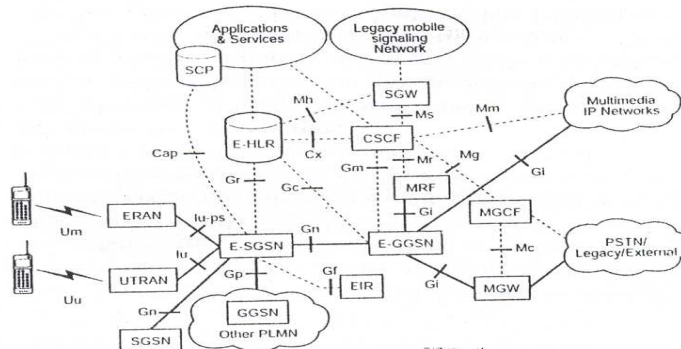 Applications
& Services
Legacy mobile
signaling
Network
SCP
Mh
SGW
Mm
Multimedia
IP Networks
Ms
E-HLR
CSCF
Cx
Cap
Gr
Gc
Gm
Mr
Mg
Gi
MRF
ERAN
Iu-ps
Gi
MGCF
Um
E-SGSN
Gn
E-GGSN
PSTN/
Legacy/External
Iu
Mc
UTRAN
Gp
Gf
EIR
Gi
MGW
Uu
Gn
GGSN
SGSN
Other PLMN